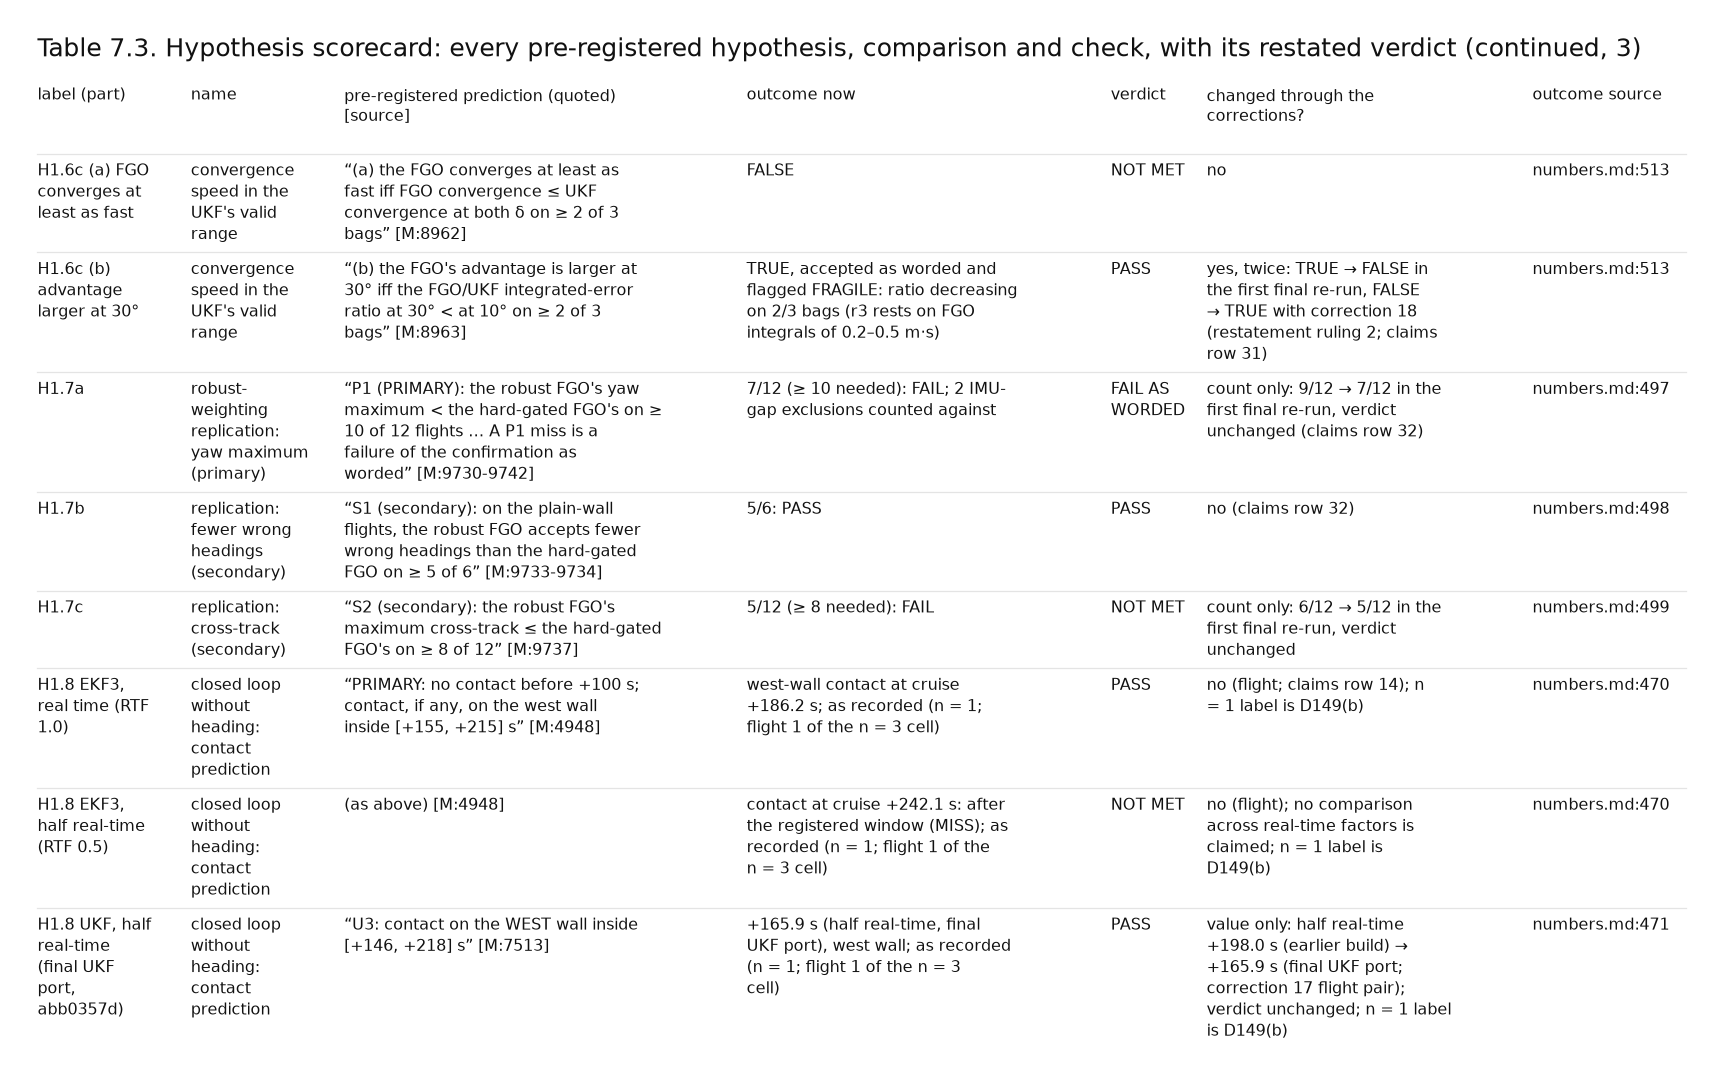 Table 7.3. Hypothesis scorecard: every pre-registered hypothesis, comparison and check, with its restated verdict (continued, 3)
label (part)
name
pre-registered prediction (quoted)
[source]
outcome now
verdict
changed through the
corrections?
outcome source
H1.6c (a) FGO
converges at
least as fast
convergence
speed in the
UKF's valid
range
“(a) the FGO converges at least as
fast iff FGO convergence ≤ UKF
convergence at both δ on ≥ 2 of 3
bags” [M:8962]
FALSE
NOT MET
no
numbers.md:513
H1.6c (b)
advantage
larger at 30°
convergence
speed in the
UKF's valid
range
“(b) the FGO's advantage is larger at
30° iff the FGO/UKF integrated-error
ratio at 30° < at 10° on ≥ 2 of 3
bags” [M:8963]
TRUE, accepted as worded and
flagged FRAGILE: ratio decreasing
on 2/3 bags (r3 rests on FGO
integrals of 0.2–0.5 m·s)
PASS
yes, twice: TRUE → FALSE in
the first final re-run, FALSE
→ TRUE with correction 18
(restatement ruling 2; claims
row 31)
numbers.md:513
H1.7a
robust-
weighting
replication:
yaw maximum
(primary)
“P1 (PRIMARY): the robust FGO's yaw
maximum < the hard-gated FGO's on ≥
10 of 12 flights … A P1 miss is a
failure of the confirmation as
worded” [M:9730-9742]
7/12 (≥ 10 needed): FAIL; 2 IMU-
gap exclusions counted against
FAIL AS
WORDED
count only: 9/12 → 7/12 in the
first final re-run, verdict
unchanged (claims row 32)
numbers.md:497
H1.7b
replication:
fewer wrong
headings
(secondary)
“S1 (secondary): on the plain-wall
flights, the robust FGO accepts fewer
wrong headings than the hard-gated
FGO on ≥ 5 of 6” [M:9733-9734]
5/6: PASS
PASS
no (claims row 32)
numbers.md:498
H1.7c
replication:
cross-track
(secondary)
“S2 (secondary): the robust FGO's
maximum cross-track ≤ the hard-gated
FGO's on ≥ 8 of 12” [M:9737]
5/12 (≥ 8 needed): FAIL
NOT MET
count only: 6/12 → 5/12 in the
first final re-run, verdict
unchanged
numbers.md:499
H1.8 EKF3,
real time (RTF
1.0)
closed loop
without
heading:
contact
prediction
“PRIMARY: no contact before +100 s;
contact, if any, on the west wall
inside [+155, +215] s” [M:4948]
west-wall contact at cruise
+186.2 s; as recorded (n = 1;
flight 1 of the n = 3 cell)
PASS
no (flight; claims row 14); n
= 1 label is D149(b)
numbers.md:470
H1.8 EKF3,
half real-time
(RTF 0.5)
closed loop
without
heading:
contact
prediction
(as above) [M:4948]
contact at cruise +242.1 s: after
the registered window (MISS); as
recorded (n = 1; flight 1 of the
n = 3 cell)
NOT MET
no (flight); no comparison
across real-time factors is
claimed; n = 1 label is
D149(b)
numbers.md:470
H1.8 UKF, half
real-time
(final UKF
port,
abb0357d)
closed loop
without
heading:
contact
prediction
“U3: contact on the WEST wall inside
[+146, +218] s” [M:7513]
+165.9 s (half real-time, final
UKF port), west wall; as recorded
(n = 1; flight 1 of the n = 3
cell)
PASS
value only: half real-time
+198.0 s (earlier build) →
+165.9 s (final UKF port;
correction 17 flight pair);
verdict unchanged; n = 1 label
is D149(b)
numbers.md:471